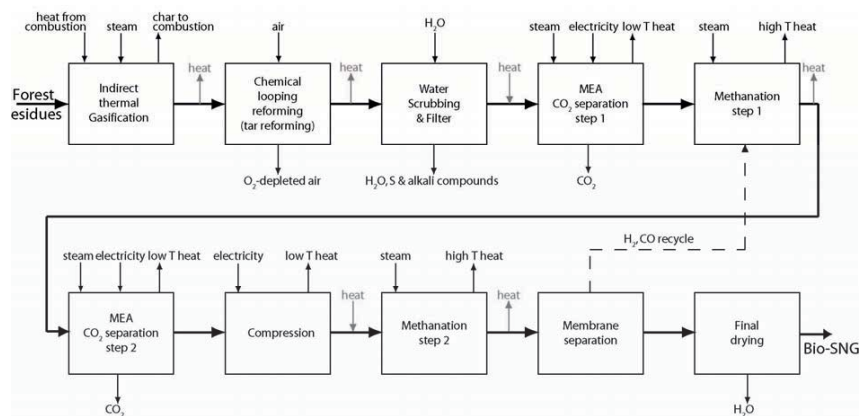 heat from
combustion
steam
char to
combustion
air
H₂O
steam
electricity
low T heat
steam
high T heat
heat
heat
heat
heat
Forest
esidues
Indirect
thermal
Gasification
Chemical
looping
reforming
(tar reforming)
Water
Scrubbing
& Filter
MEA
CO₂ separation
step 1
Methanation
step 1
O₂-depleted air
H₂O, S & alkali compounds
CO₂
H₂, CO recycle
steam
electricity
low T heat
electricity
low T heat
steam
high T heat
heat
heat
MEA
CO₂ separation
step 2
Compression
Methanation
step 2
Membrane
separation
Final
drying
Bio-SNG
CO₂
H₂O